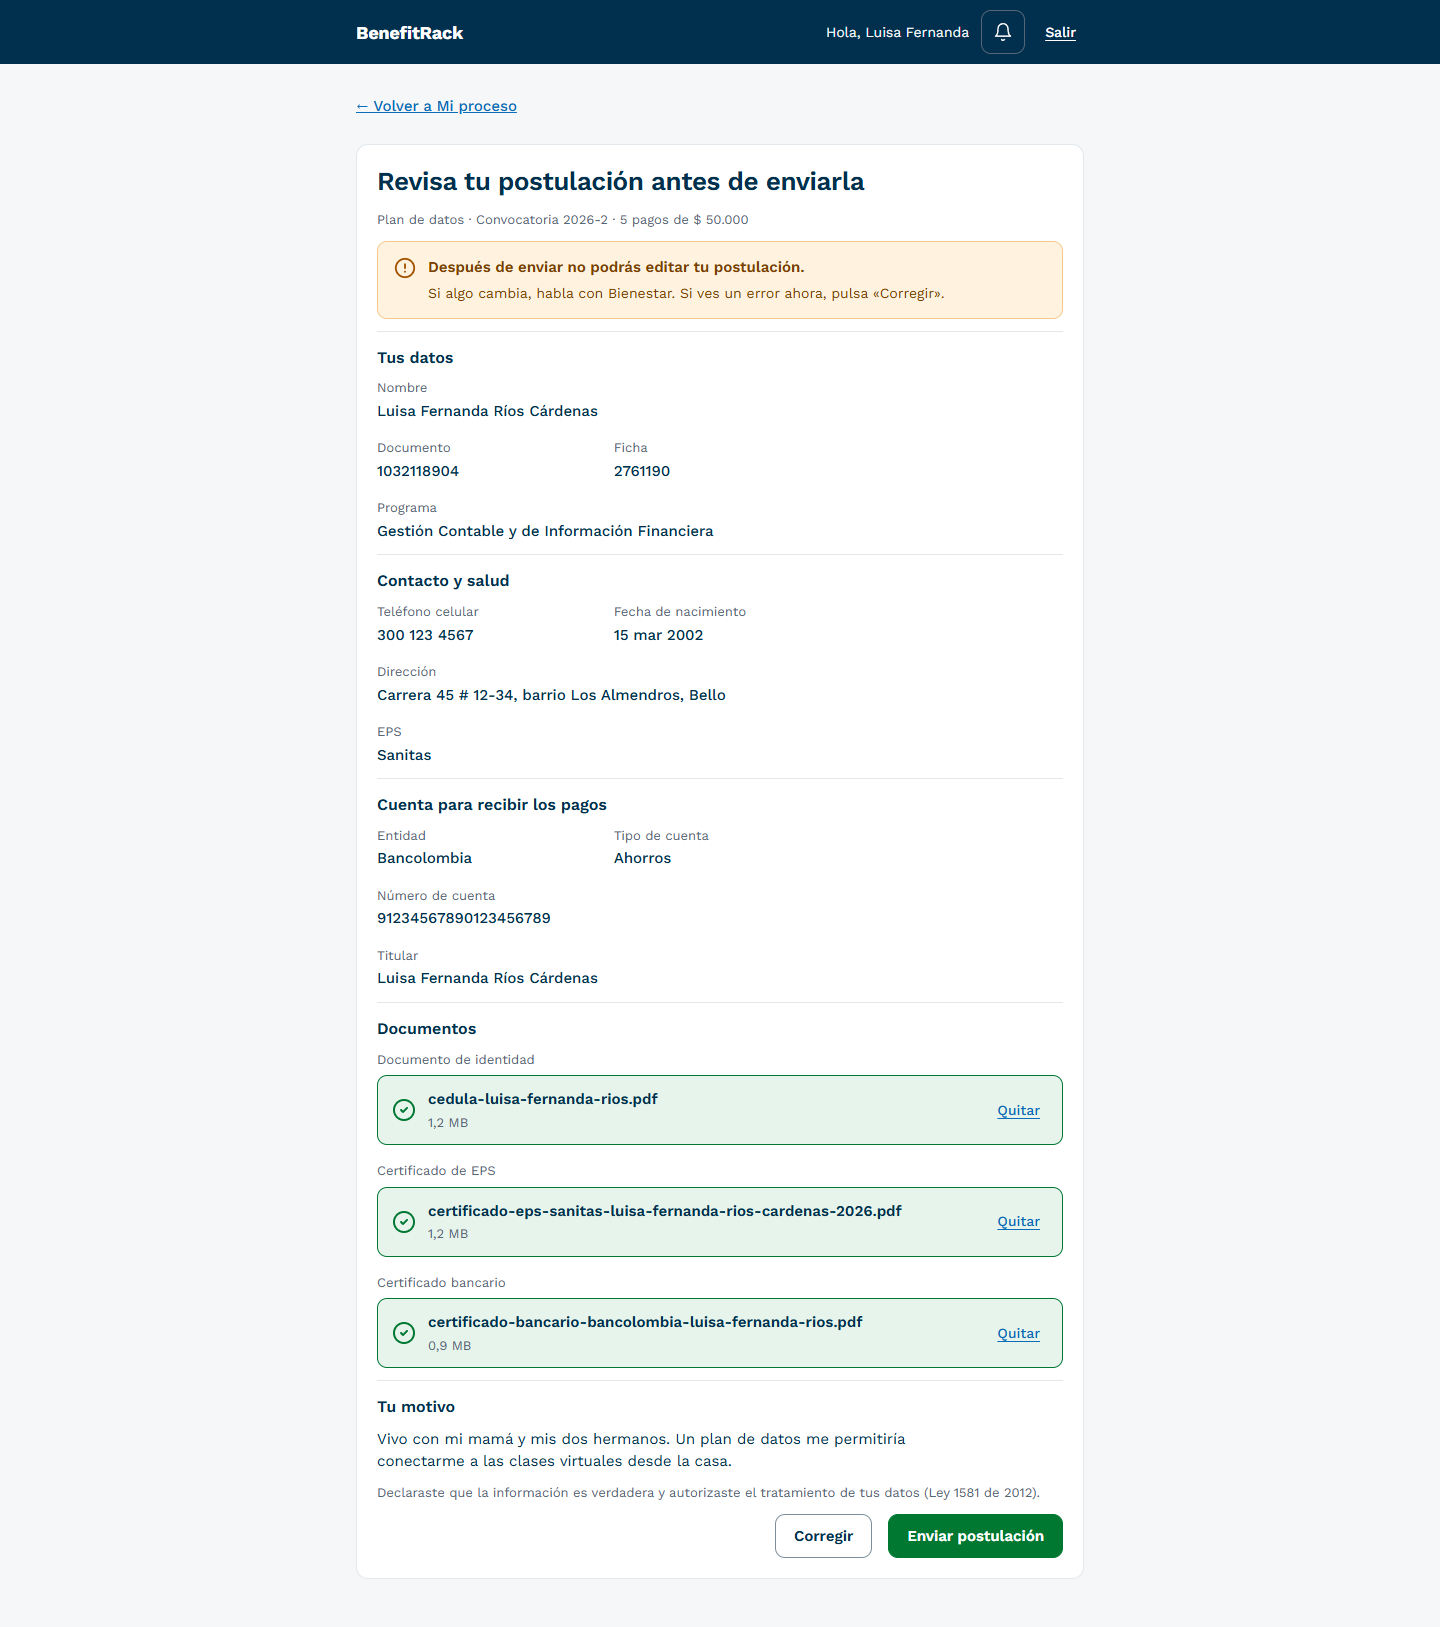 BenefitRack
Hola, Luisa Fernanda
Salir
← Volver a Mi proceso
Revisa tu postulación antes de enviarla
Plan de datos · Convocatoria 2026-2 · 5 pagos de $ 50.000
Después de enviar no podrás editar tu postulación.
Si algo cambia, habla con Bienestar. Si ves un error ahora, pulsa «Corregir».
Tus datos
Nombre
Luisa Fernanda Ríos Cárdenas
Documento
1032118904
Ficha
2761190
Programa
Gestión Contable y de Información Financiera
Contacto y salud
Teléfono celular
300 123 4567
Fecha de nacimiento
15 mar 2002
Dirección
Carrera 45 # 12-34, barrio Los Almendros, Bello
EPS
Sanitas
Cuenta para recibir los pagos
Entidad
Bancolombia
Tipo de cuenta
Ahorros
Número de cuenta
91234567890123456789
Titular
Luisa Fernanda Ríos Cárdenas
Documentos
Documento de identidad
cedula-luisa-fernanda-rios.pdf
1,2 MB
Quitar
Certificado de EPS
certificado-eps-sanitas-luisa-fernanda-rios-cardenas-2026.pdf
1,2 MB
Quitar
Certificado bancario
certificado-bancario-bancolombia-luisa-fernanda-rios.pdf
0,9 MB
Quitar
Tu motivo
Vivo con mi mamá y mis dos hermanos. Un plan de datos me permitiría
conectarme a las clases virtuales desde la casa.
Declaraste que la información es verdadera y autorizaste el tratamiento de tus datos (Ley 1581 de 2012).
Corregir
Enviar postulación